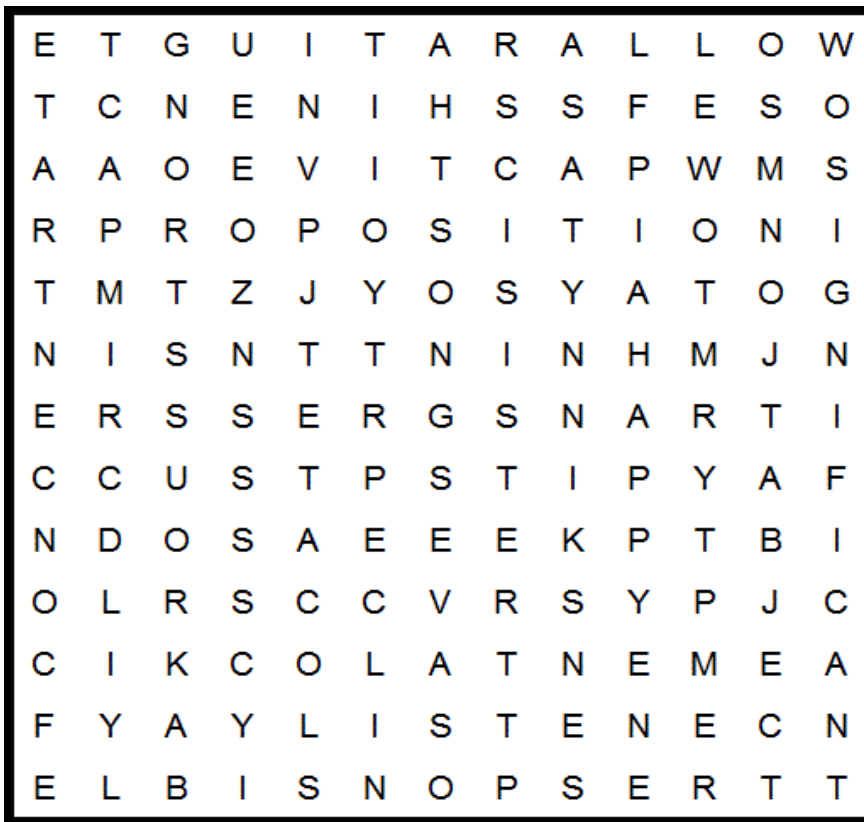 E T G U I T A R A L L O W
T C N E N I H S S F E S O
A A O E V I T C A P W M S
R P R O P O S I T I O N I
T M T Z J Y O S Y A T O G
N I S N T T N I N H M J N
E R S S E R G S N A R T I
C C U S T P S T I P Y A F
N D O S A E E E K P T B I
O L R S C C V R S Y P J C
C I K C O L A T N E M E A
F Y A Y L I S T E N E C N
E L B I S N O P S E R T T